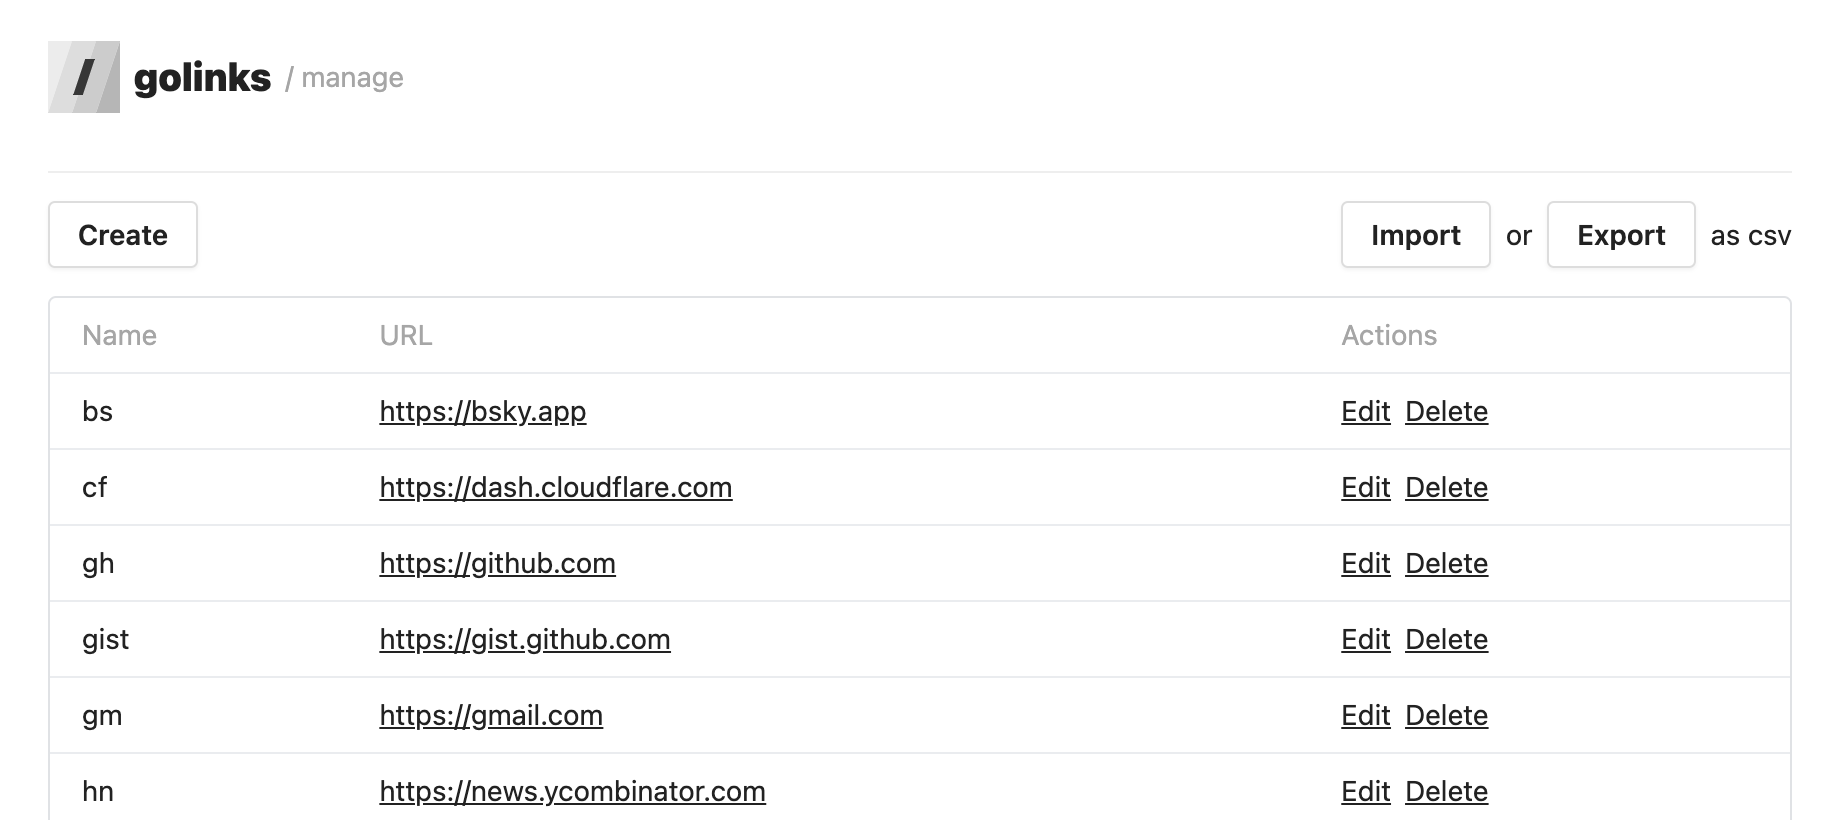 / golinks / manage
Create Import or Export as csv
Name URL Actions
bs https://bsky.app Edit Delete
cf https://dash.cloudflare.com Edit Delete
gh https://github.com Edit Delete
gist https://gist.github.com Edit Delete
gm https://gmail.com Edit Delete
hn https://news.ycombinator.com Edit Delete